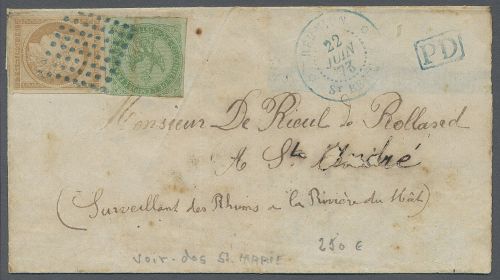 22
JUIN
73
PD
Monsieur De Rieul de Rolland
A Ste André
(Surveillant des Rhums à la Rivière du Mât)
voir-dos St. MARIE 250 €